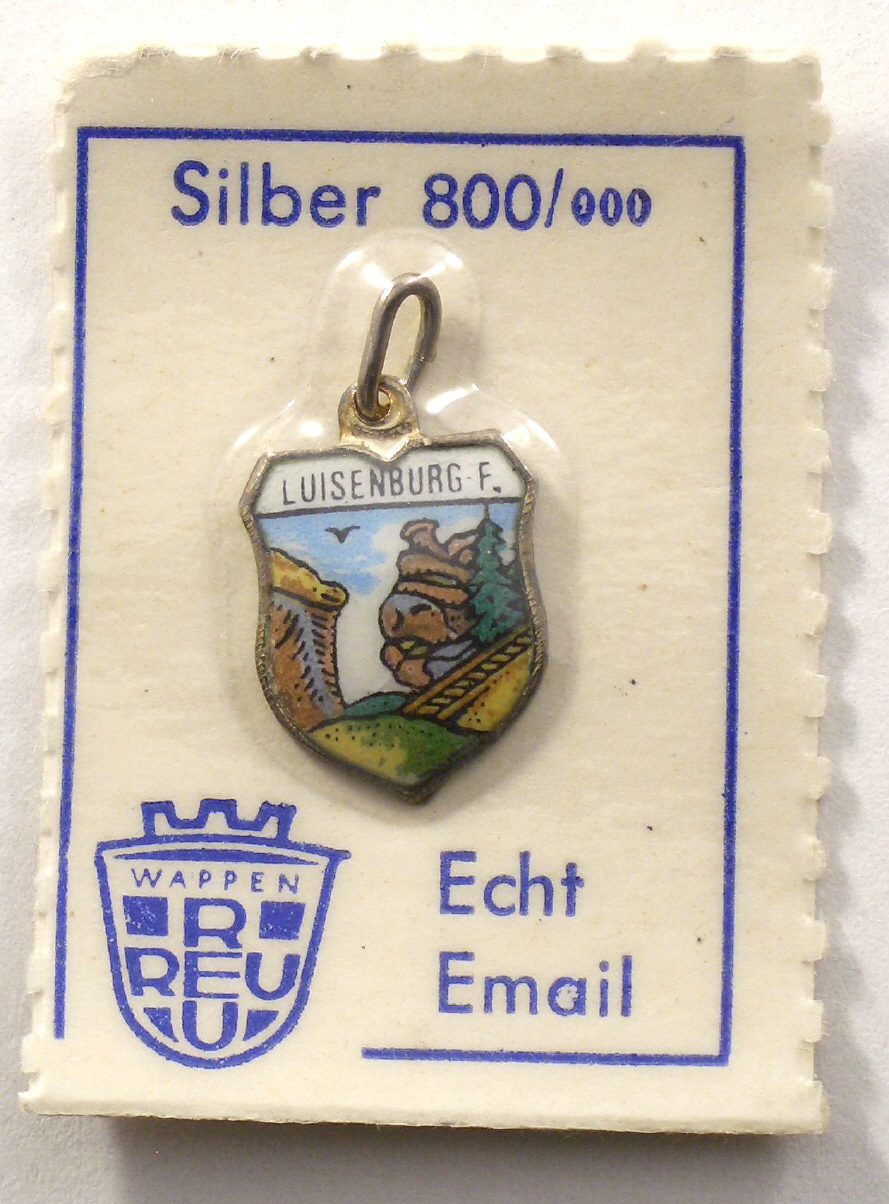 Silber 800/000
LUISENBURG-F.
WAPPEN
R
REU
U
Echt
Email